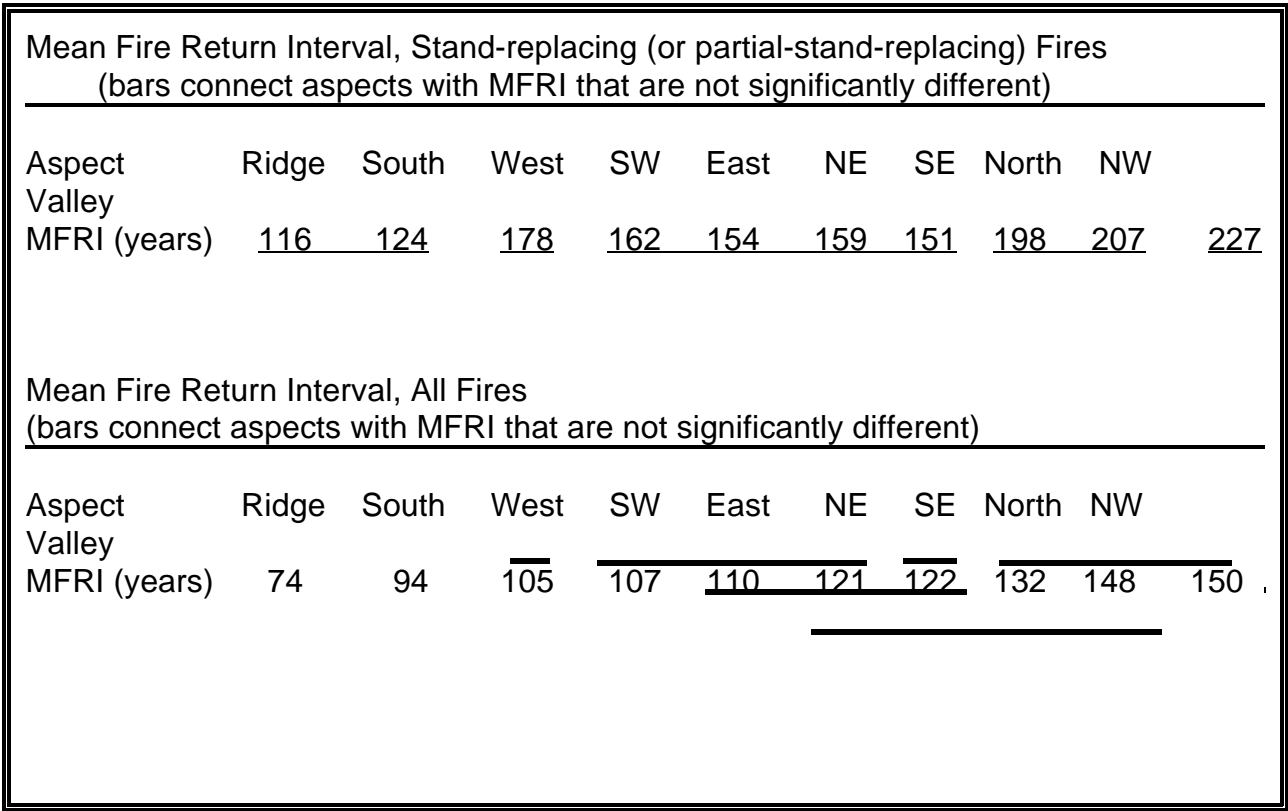 Mean Fire Return Interval, Stand-replacing (or partial-stand-replacing) Fires
(bars connect aspects with MFRI that are not significantly different)
Aspect Ridge South West SW East NE SE North NW
Valley
MFRI (years) 116 124 178 162 154 159 151 198 207 227
Mean Fire Return Interval, All Fires
(bars connect aspects with MFRI that are not significantly different)
Aspect Ridge South West SW East NE SE North NW
Valley
MFRI (years) 74 94 105 107 110 121 122 132 148 150 .